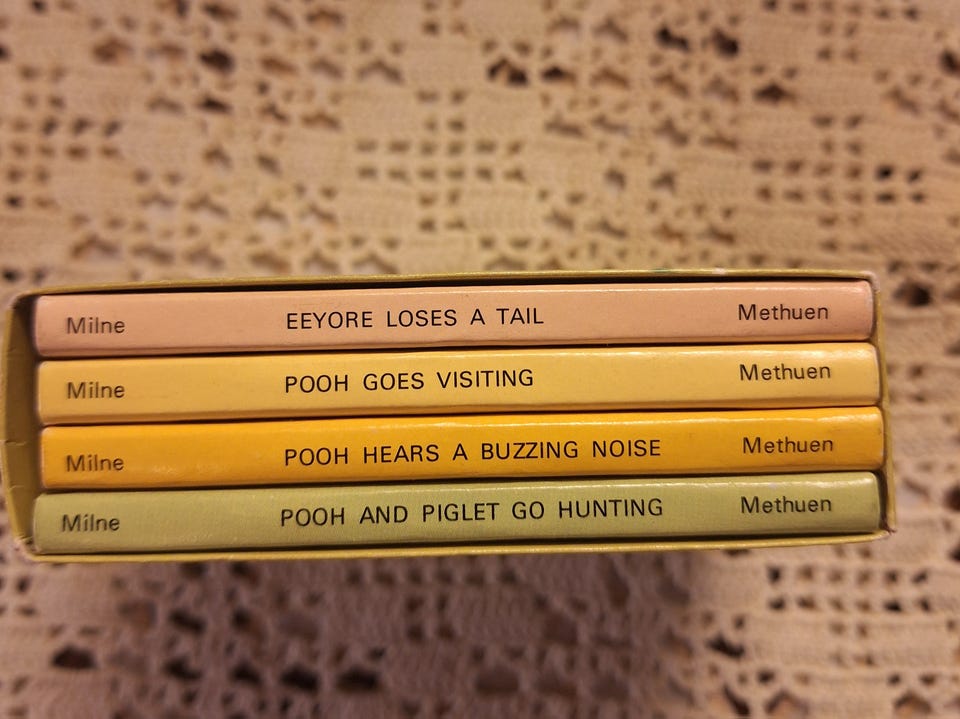 Milne EEYORE LOSES A TAIL Methuen
Milne POOH GOES VISITING Methuen
Milne POOH HEARS A BUZZING NOISE Methuen
Milne POOH AND PIGLET GO HUNTING Methuen